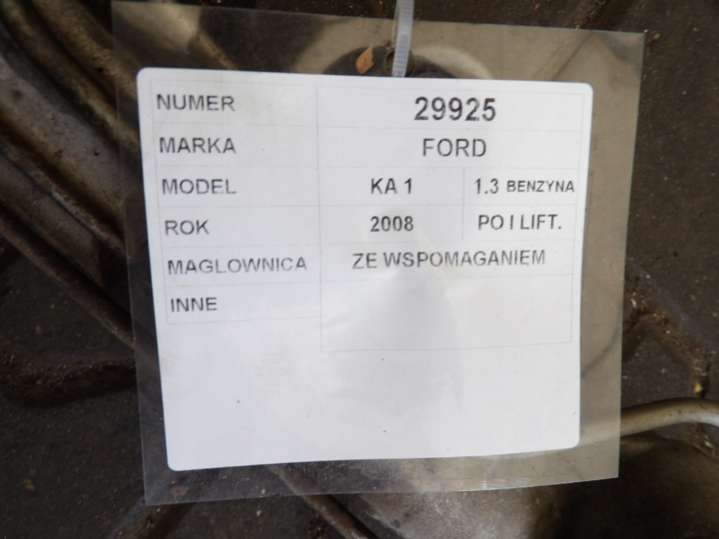 NUMER 29925
MARKA FORD
MODEL KA 1 1.3 BENZYNA
ROK 2008 PO I LIFT.
MAGLOWNICA ZE WSPOMAGANIEM
INNE